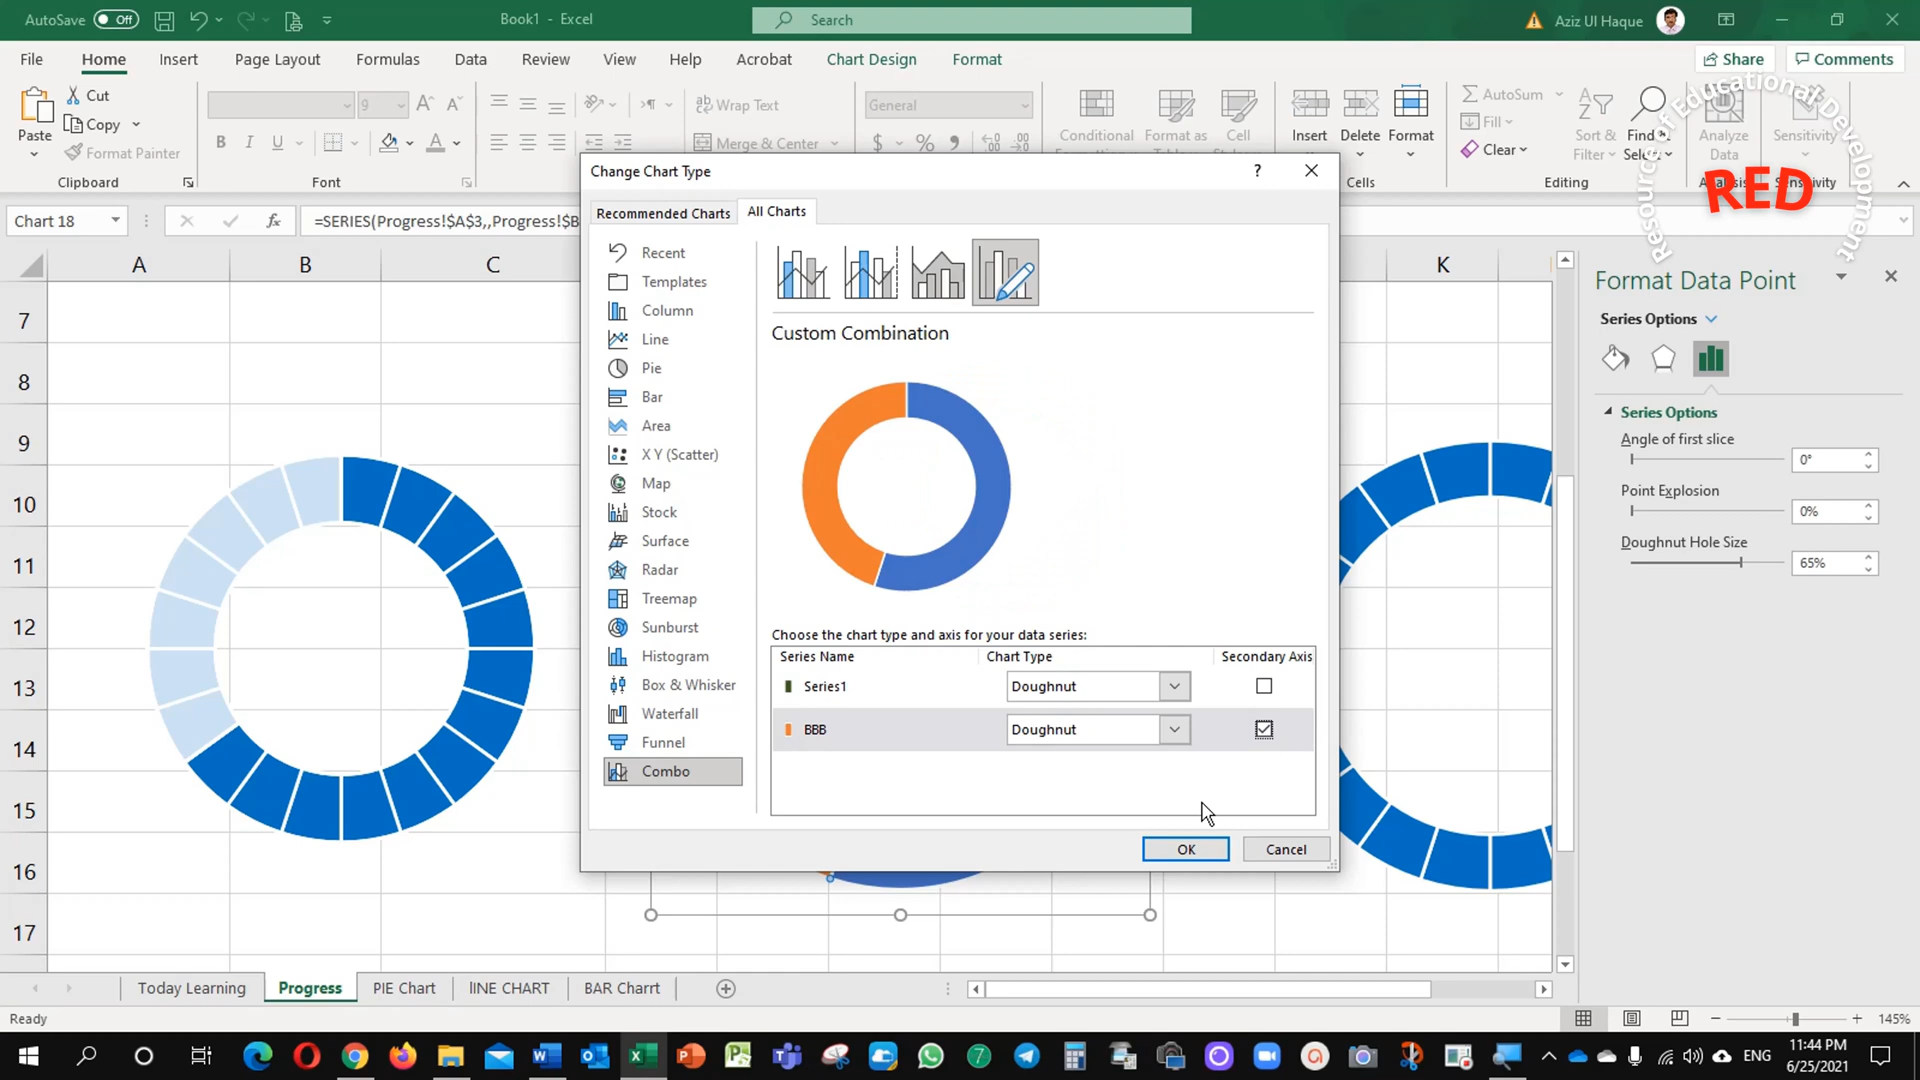 AutoSave Off Book1 - Excel Search Aziz Ul Haque
File Home Insert Page Layout Formulas Data Review View Help Acrobat Chart Design Format Share Comments
Resource of Educational Development
RED
Paste Cut Copy Format Painter
9
B I U
Wrap Text
Merge & Center
General
$ %
Conditional
Format as
Cell
Insert Delete Format
AutoSum
Fill
Clear
Sort &
Filter
Find &
Analyze
Data
Sensitivity
Clipboard Font Cells Editing Sensitivity
Chart 18 fx =SERIES(Progress!$A$3,,Progress!$B
A B C K
7
8
9
10
11
12
13
14
15
16
17
Change Chart Type ?
Recommended Charts All Charts
Recent
Templates
Column
Line
Pie
Bar
Area
X Y (Scatter)
Map
Stock
Surface
Radar
Treemap
Sunburst
Histogram
Box & Whisker
Waterfall
Funnel
Combo
Custom Combination
Choose the chart type and axis for your data series:
Series Name Chart Type Secondary Axis
Series1 Doughnut
BBB Doughnut
OK Cancel
Format Data Point
Series Options
Series Options
Angle of first slice
0°
Point Explosion
0%
Doughnut Hole Size
65%
Today Learning Progress PIE Chart lINE CHART BAR Charrt
Ready 145%
ENG 11:44 PM
6/25/2021